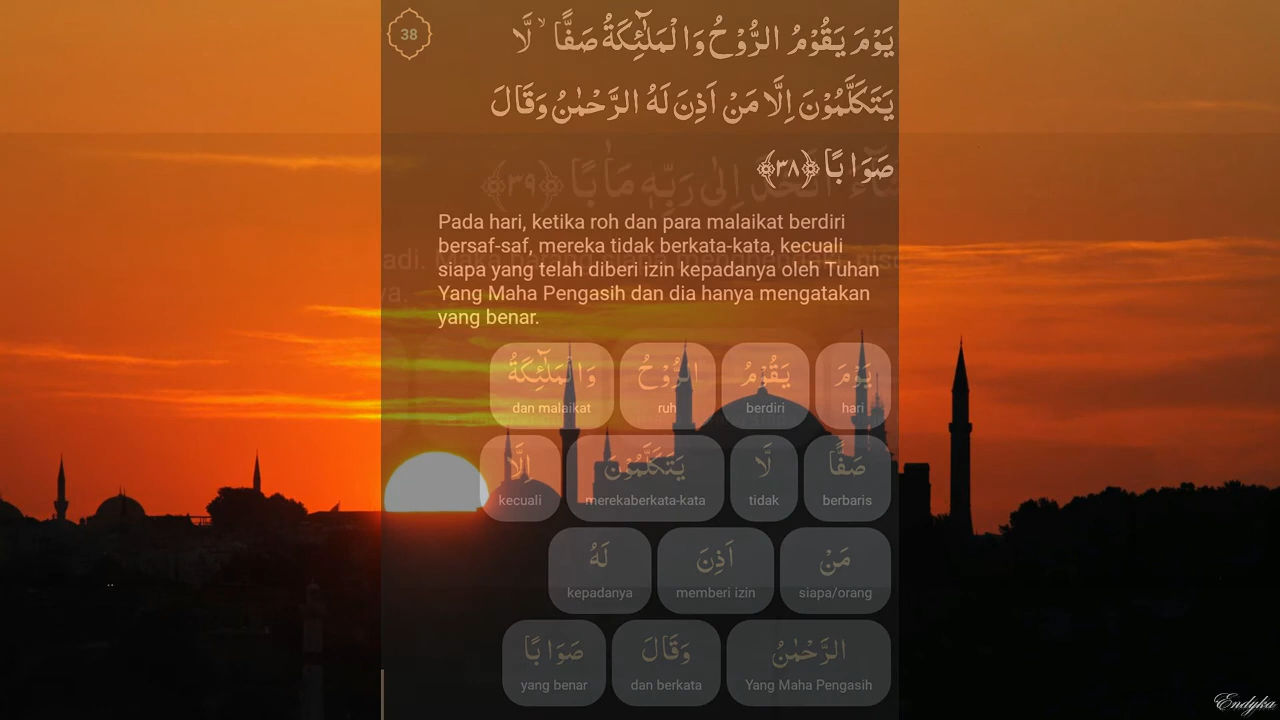 38
يَوْمَ يَقُوْمُ الرُّوْحُ وَالْمَلٰۤىِٕكَةُ صَفًّاۙ لَّا
يَتَكَلَّمُوْنَ اِلَّا مَنْ اَذِنَ لَهُ الرَّحْمٰنُ وَقَالَ
صَوَابًا ﴿٣٨﴾
اِلٰى رَبِّهٖ مَاٰبًا ﴿٣٩﴾
Pada hari, ketika roh dan para malaikat berdiri
bersaf-saf, mereka tidak berkata-kata, kecuali
siapa yang telah diberi izin kepadanya oleh Tuhan
Yang Maha Pengasih dan dia hanya mengatakan
yang benar.
يَوْمَ يَقُوْمُ الرُّوْحُ وَالْمَلٰۤىِٕكَةُ
hari berdiri ruh dan malaikat
صَفًّا لَّا يَتَكَلَّمُوْنَ اِلَّا
berbaris tidak merekaberkata-kata kecuali
مَنْ اَذِنَ لَهُ
siapa/orang memberi izin kepadanya
الرَّحْمٰنُ وَقَالَ صَوَابًا
Yang Maha Pengasih dan berkata yang benar
Endyka